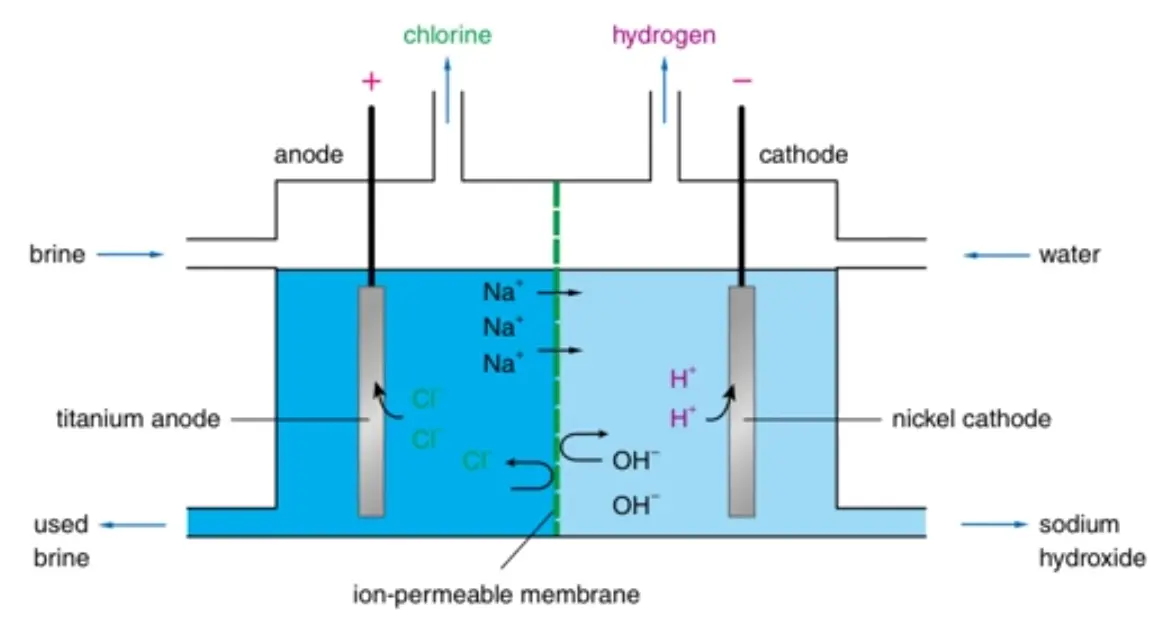 chlorine
hydrogen
+
−
anode
cathode
brine
water
Na⁺
Na⁺
Na⁺
H⁺
Cl⁻
titanium anode
H⁺
nickel cathode
Cl⁻
Cl⁻
OH⁻
OH⁻
used
brine
sodium
hydroxide
ion-permeable membrane